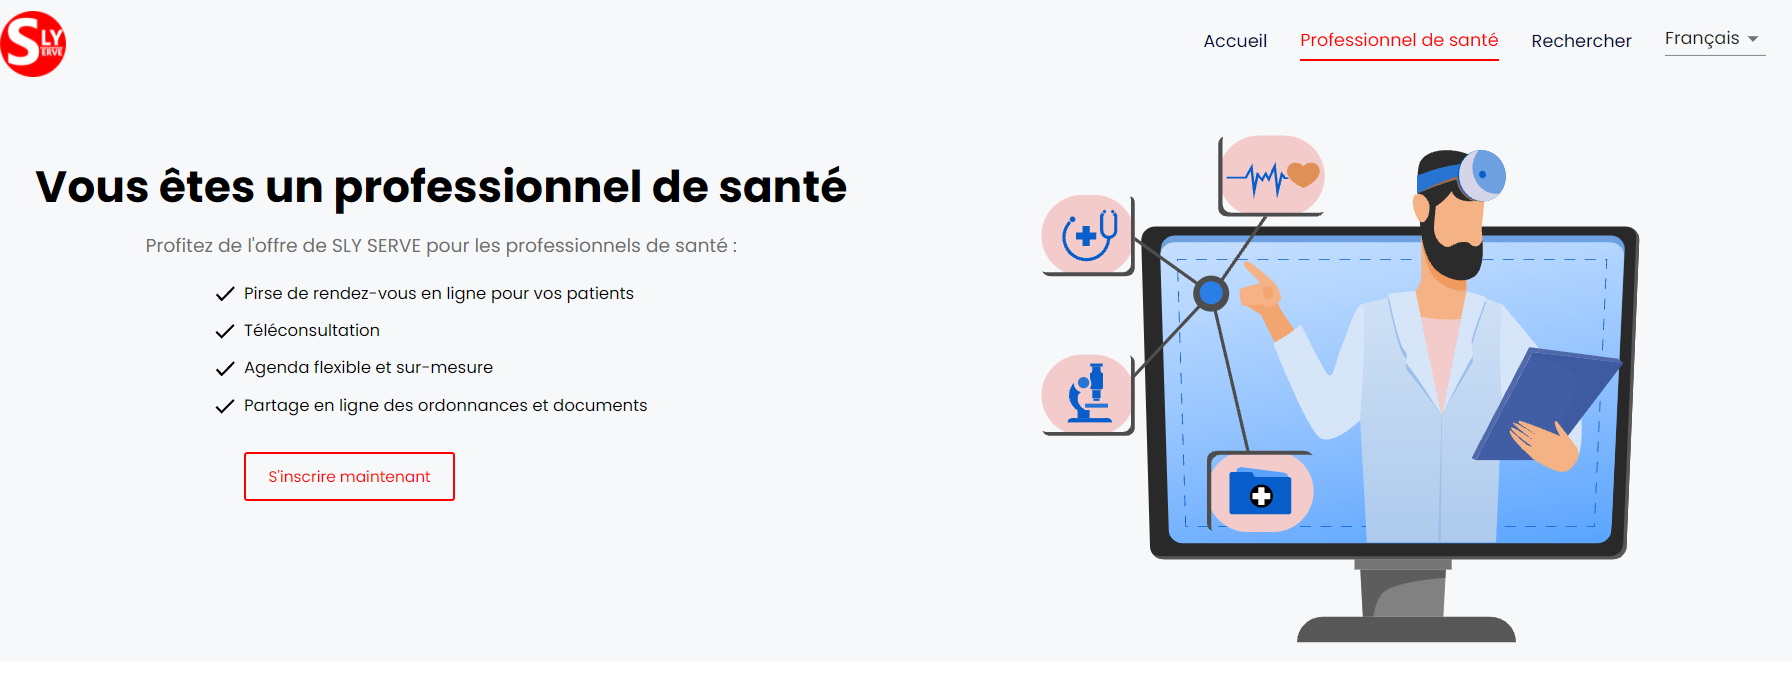 SLY
SERVE
Accueil
Professionnel de santé
Rechercher
Français
Vous êtes un professionnel de santé
Profitez de l'offre de SLY SERVE pour les professionnels de santé :
Pirse de rendez-vous en ligne pour vos patients
Téléconsultation
Agenda flexible et sur-mesure
Partage en ligne des ordonnances et documents
S'inscrire maintenant